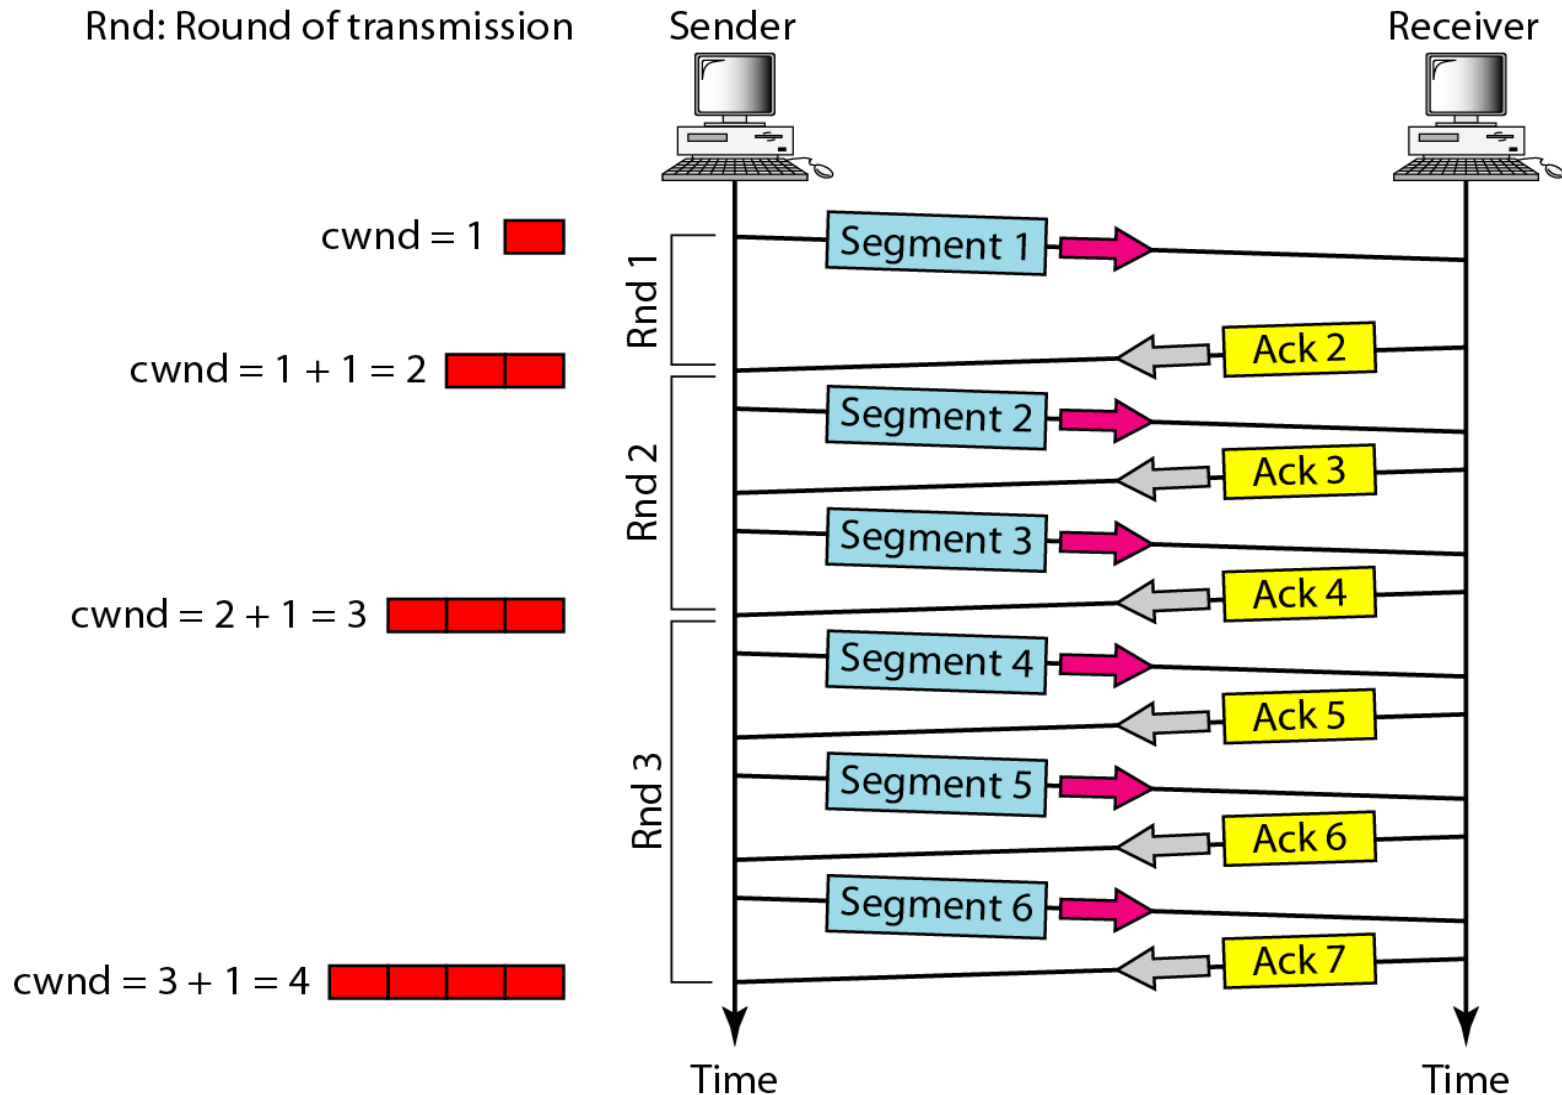 Rnd: Round of transmission
Sender
Receiver
cwnd = 1
Rnd 1
Segment 1
Ack 2
cwnd = 1 + 1 = 2
Rnd 2
Segment 2
Ack 3
Segment 3
Ack 4
cwnd = 2 + 1 = 3
Rnd 3
Segment 4
Ack 5
Segment 5
Ack 6
Segment 6
Ack 7
cwnd = 3 + 1 = 4
Time
Time